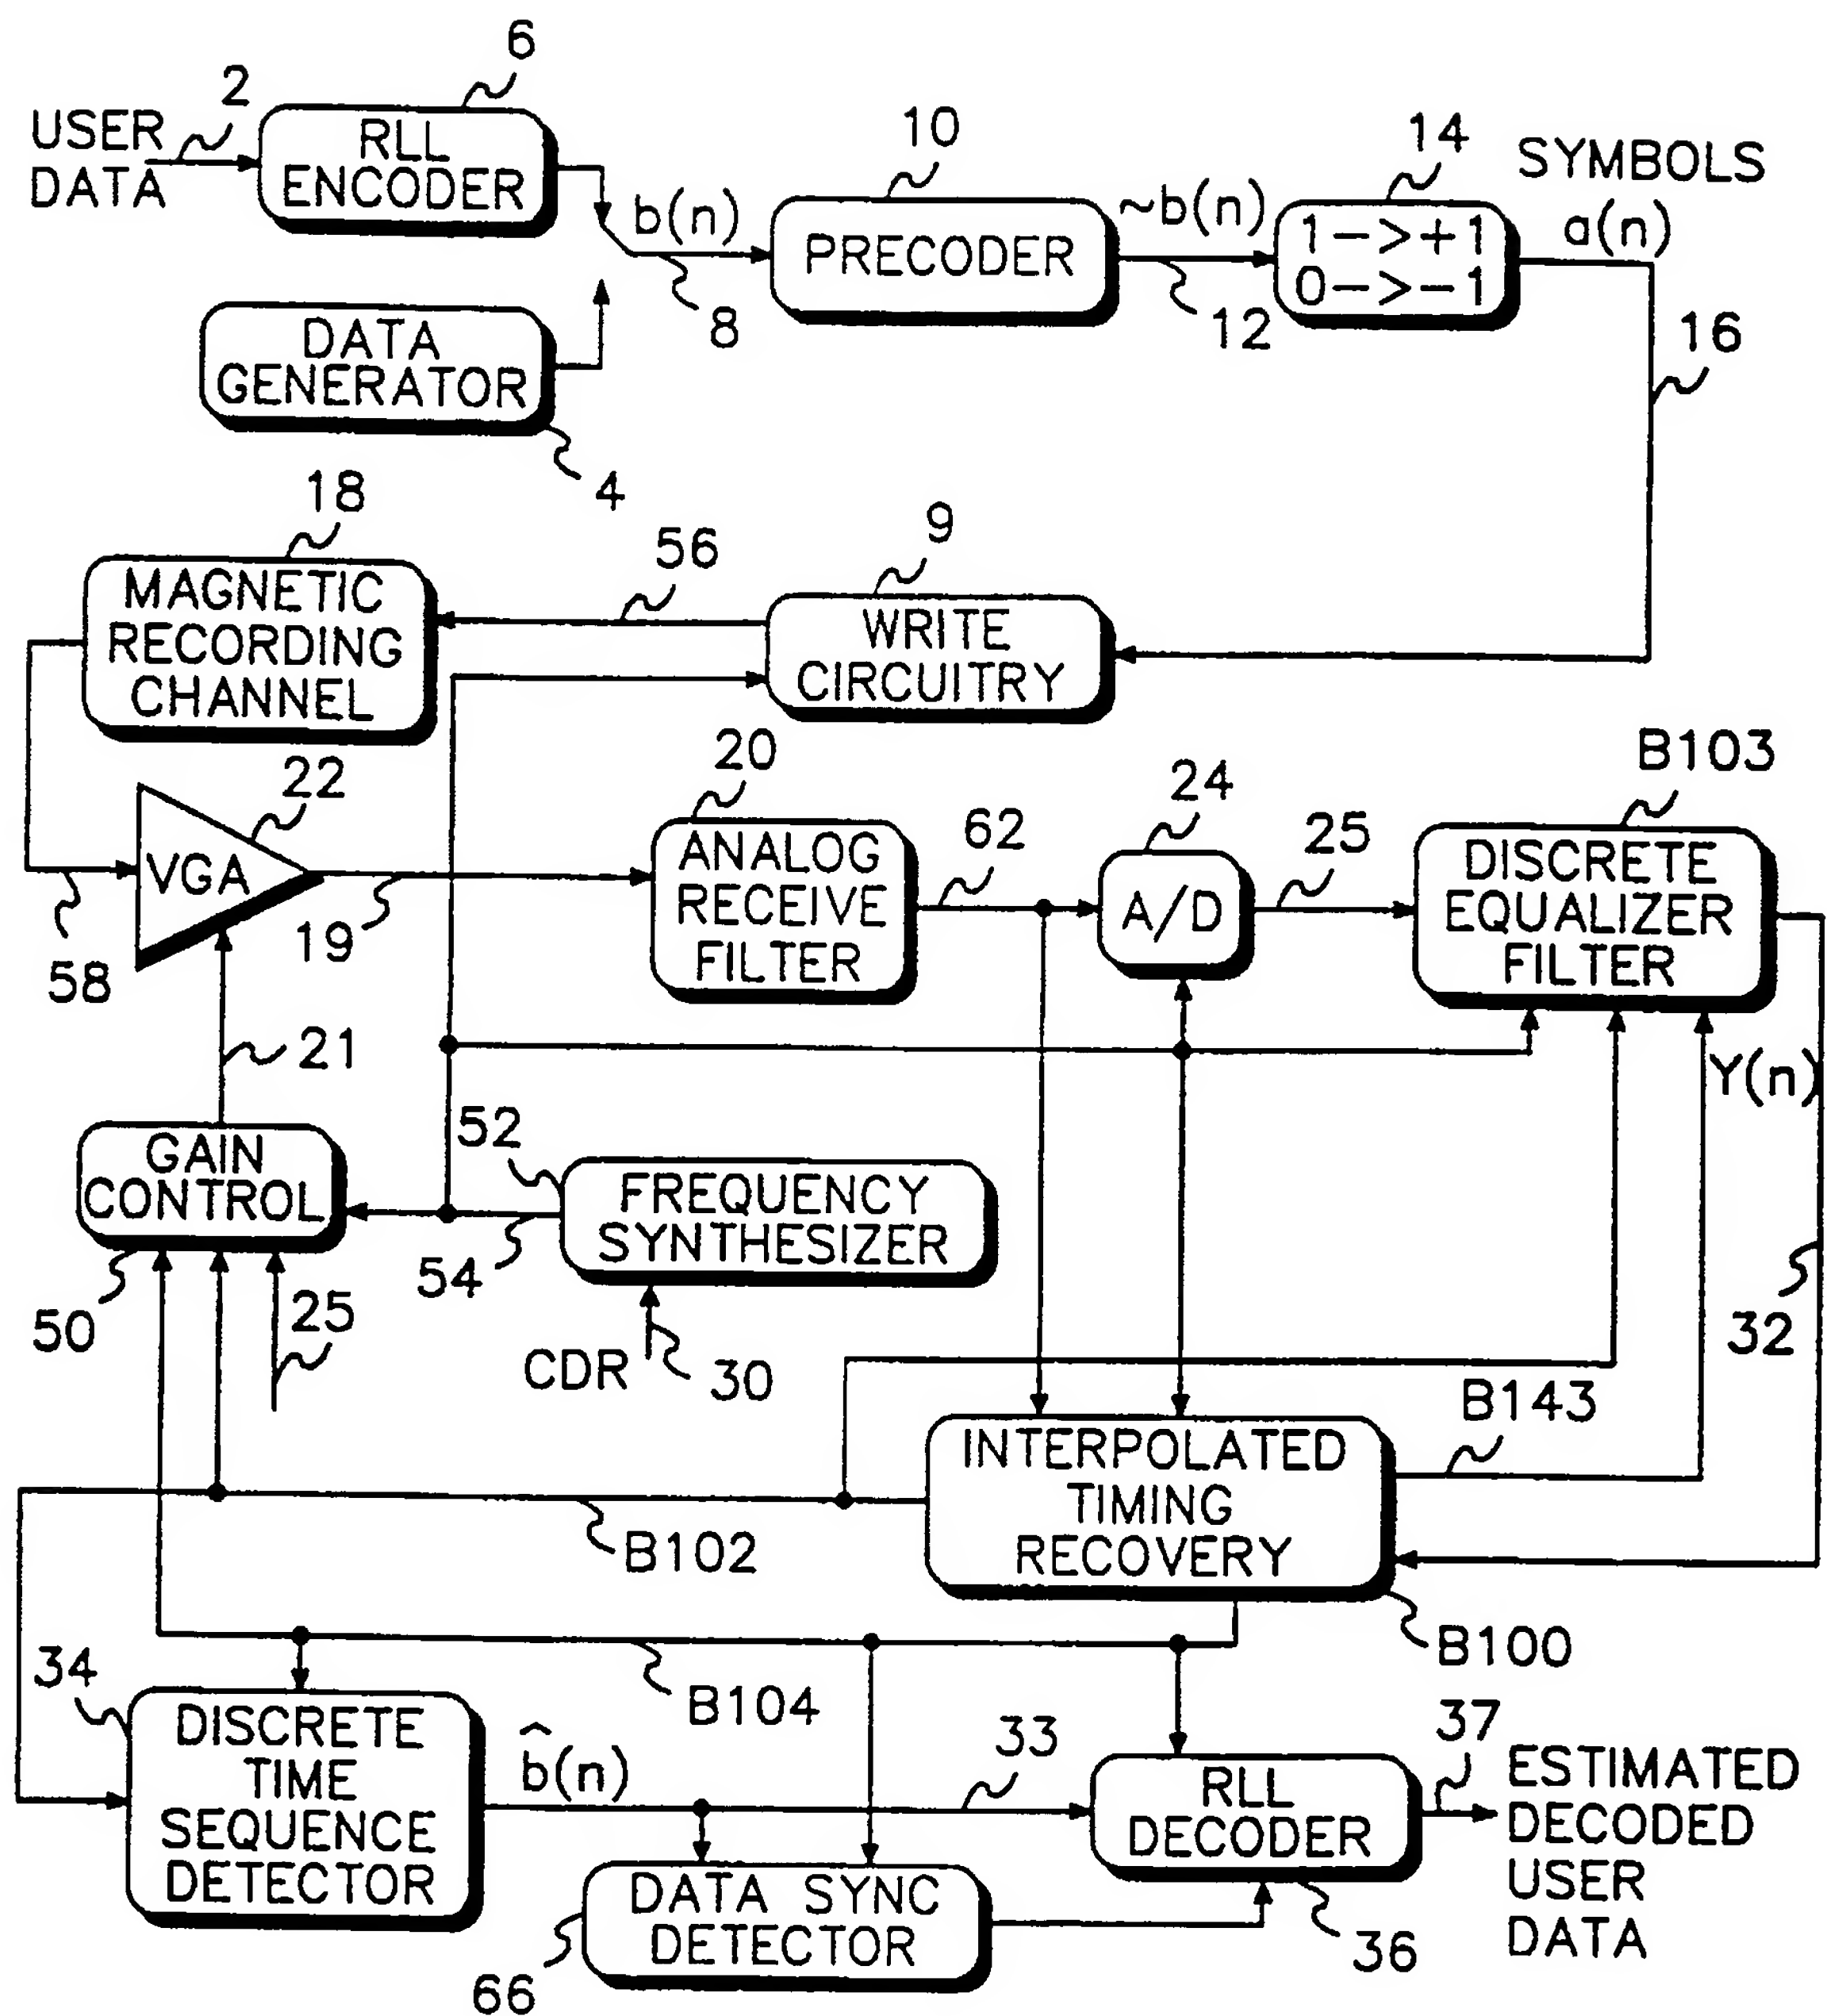 6
2
USER
DATA
RLL
ENCODER
10
14
SYMBOLS
b(n)
~b(n)
a(n)
PRECODER
1->+1
0->-1
8
12
16
DATA
GENERATOR
4
18
56
9
MAGNETIC
RECORDING
CHANNEL
WRITE
CIRCUITRY
22
20
24
B103
62
25
VGA
ANALOG
RECEIVE
FILTER
A/D
DISCRETE
EQUALIZER
FILTER
19
58
21
Y(n)
52
GAIN
CONTROL
FREQUENCY
SYNTHESIZER
54
50
25
CDR
30
32
B143
INTERPOLATED
TIMING
RECOVERY
B102
B100
34
B104
DISCRETE
TIME
SEQUENCE
DETECTOR
b̂(n)
33
37
RLL
DECODER
ESTIMATED
DECODED
USER
DATA
DATA SYNC
DETECTOR
66
36